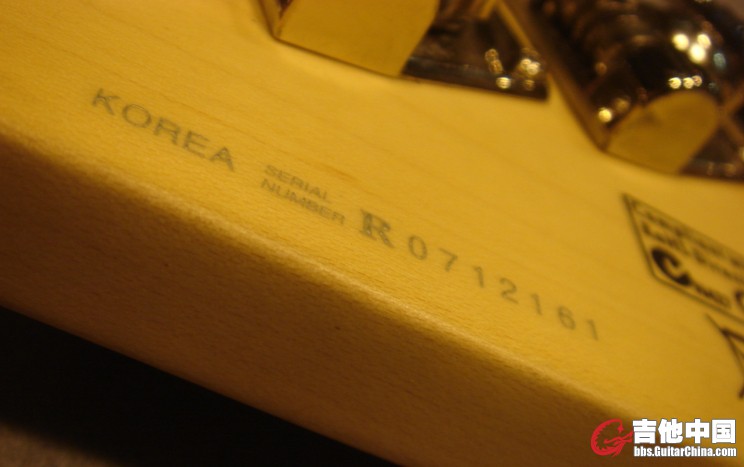 KOREA
SERIAL
NUMBER
R0712161
吉他中国
bbs.GuitarChina.com